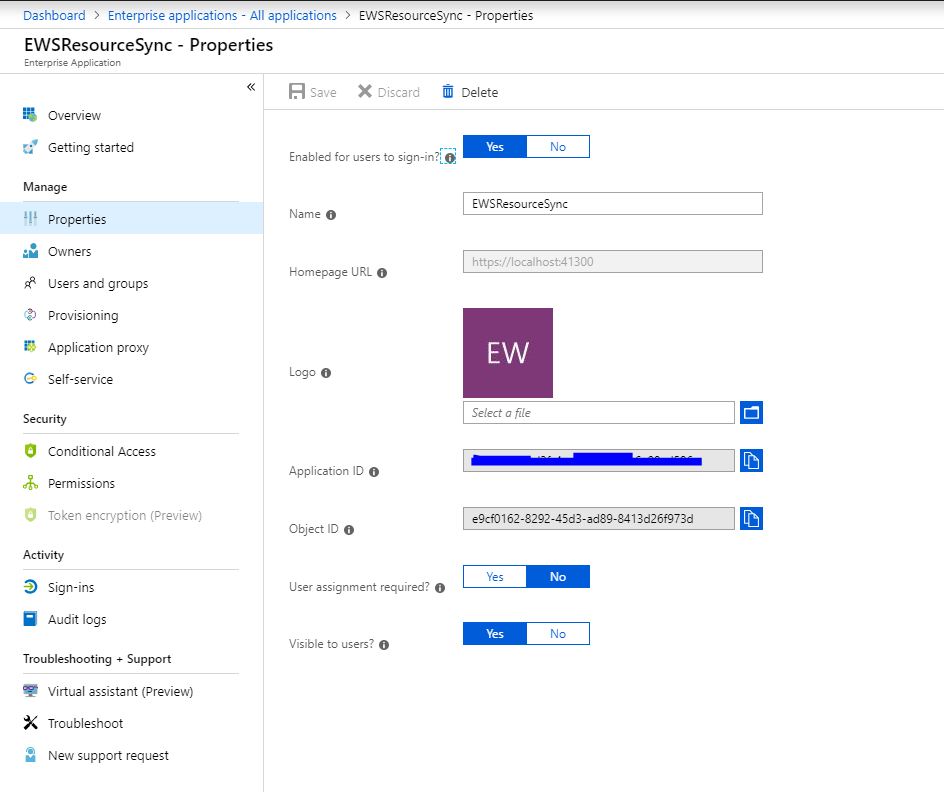 Dashboard > Enterprise applications - All applications > EWSResourceSync - Properties
EWSResourceSync - Properties
Enterprise Application
«
Save Discard Delete
Overview
Getting started
Manage
Properties
Owners
Users and groups
Provisioning
Application proxy
Self-service
Security
Conditional Access
Permissions
Token encryption (Preview)
Activity
Sign-ins
Audit logs
Troubleshooting + Support
Virtual assistant (Preview)
Troubleshoot
New support request
Enabled for users to sign-in? Yes No
Name EWSResourceSync
Homepage URL https://localhost:41300
Logo EW
Select a file
Application ID
Object ID e9cf0162-8292-45d3-ad89-8413d26f973d
User assignment required? Yes No
Visible to users? Yes No